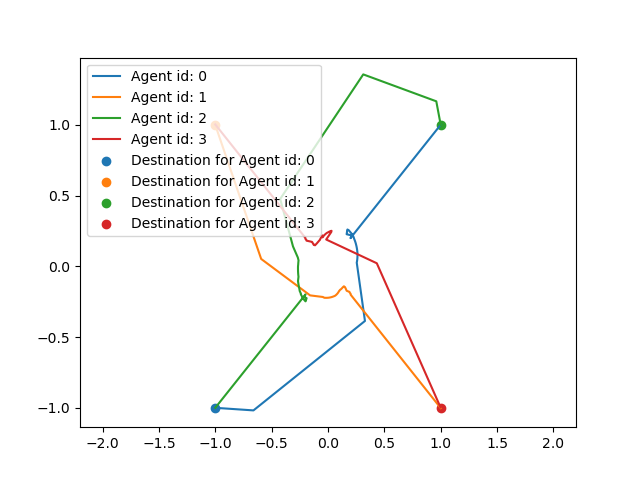 Agent id: 0
Agent id: 1
Agent id: 2
Agent id: 3
Destination for Agent id: 0
Destination for Agent id: 1
Destination for Agent id: 2
Destination for Agent id: 3
1.0
0.5
0.0
−0.5
−1.0
−2.0 −1.5 −1.0 −0.5 0.0 0.5 1.0 1.5 2.0